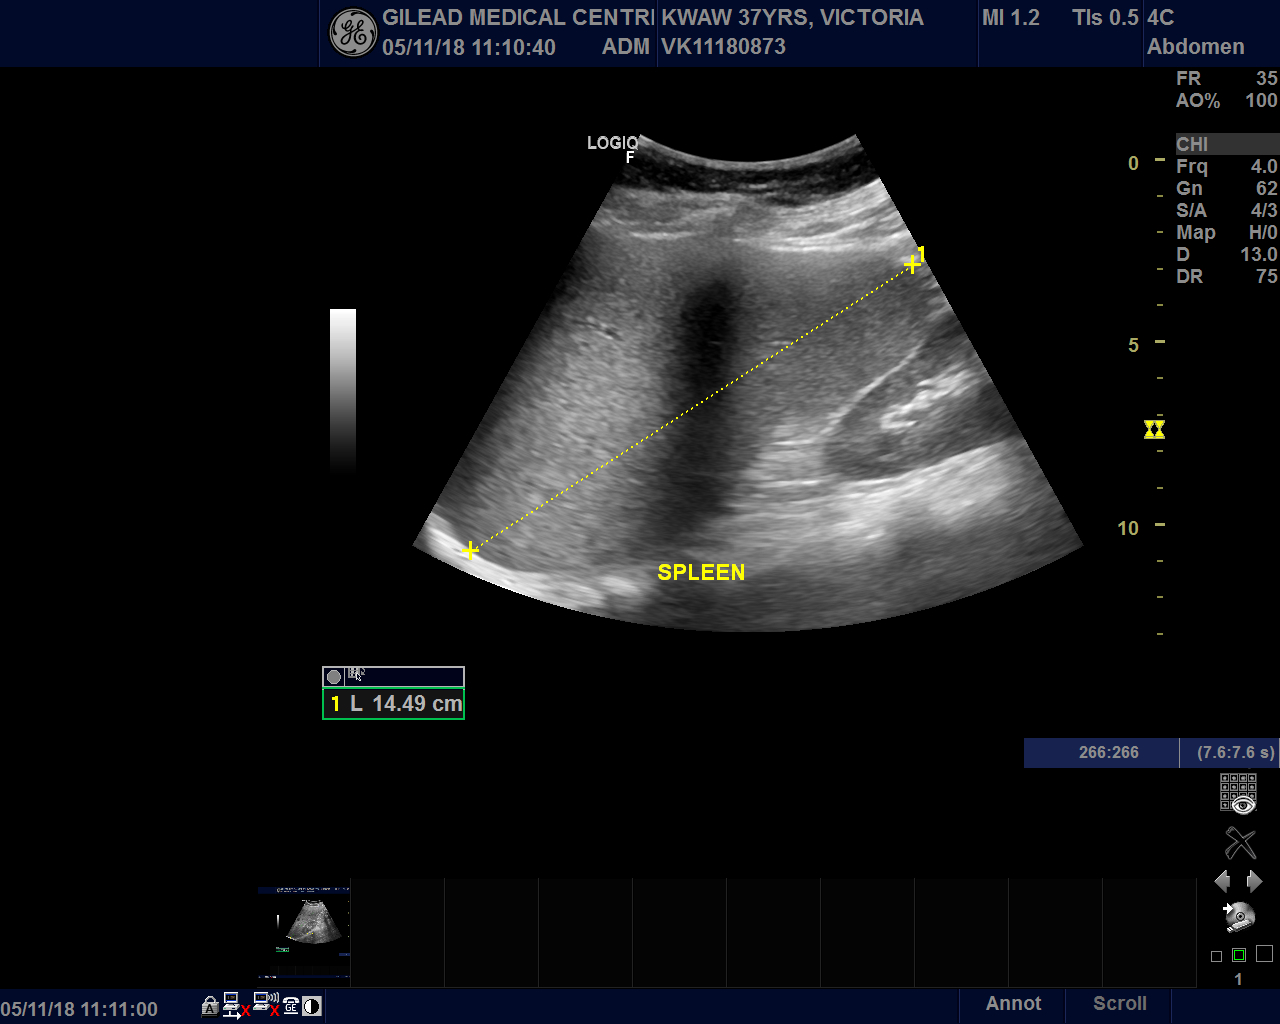 GILEAD MEDICAL CENTR
KWAW 37YRS, VICTORIA
MI 1.2 TIs 0.5
4C
05/11/18 11:10:40 ADM
VK11180873
Abdomen
FR 35
AO% 100
CHI
Frq 4.0
Gn 62
S/A 4/3
Map H/0
D 13.0
DR 75
LOGIQ
F
0
1
5
10
SPLEEN
1 L 14.49 cm
266:266 (7.6:7.6 s)
1
05/11/18 11:11:00
GE
Annot
Scroll